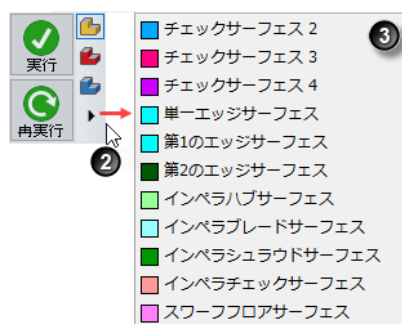 実行
再実行
2
3
チェックサーフェス 2
チェックサーフェス 3
チェックサーフェス 4
単一エッジサーフェス
第1のエッジサーフェス
第2のエッジサーフェス
インペラハブサーフェス
インペラブレードサーフェス
インペラシュラウドサーフェス
インペラチェックサーフェス
スワーフフロアサーフェス